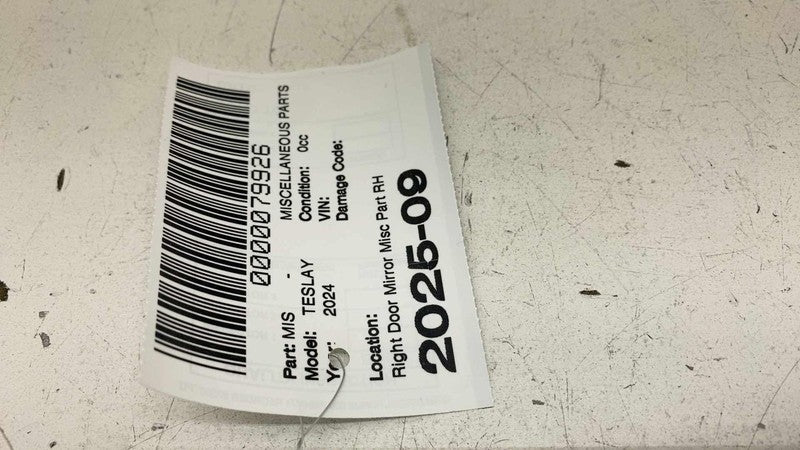 0000079926
Part: MIS - MISCELLANEOUS PARTS
Model: TESLAY Condition: 0cc
2024 VIN:
Damage Code:
Location:
Right Door Mirror Misc Part RH
2025-09